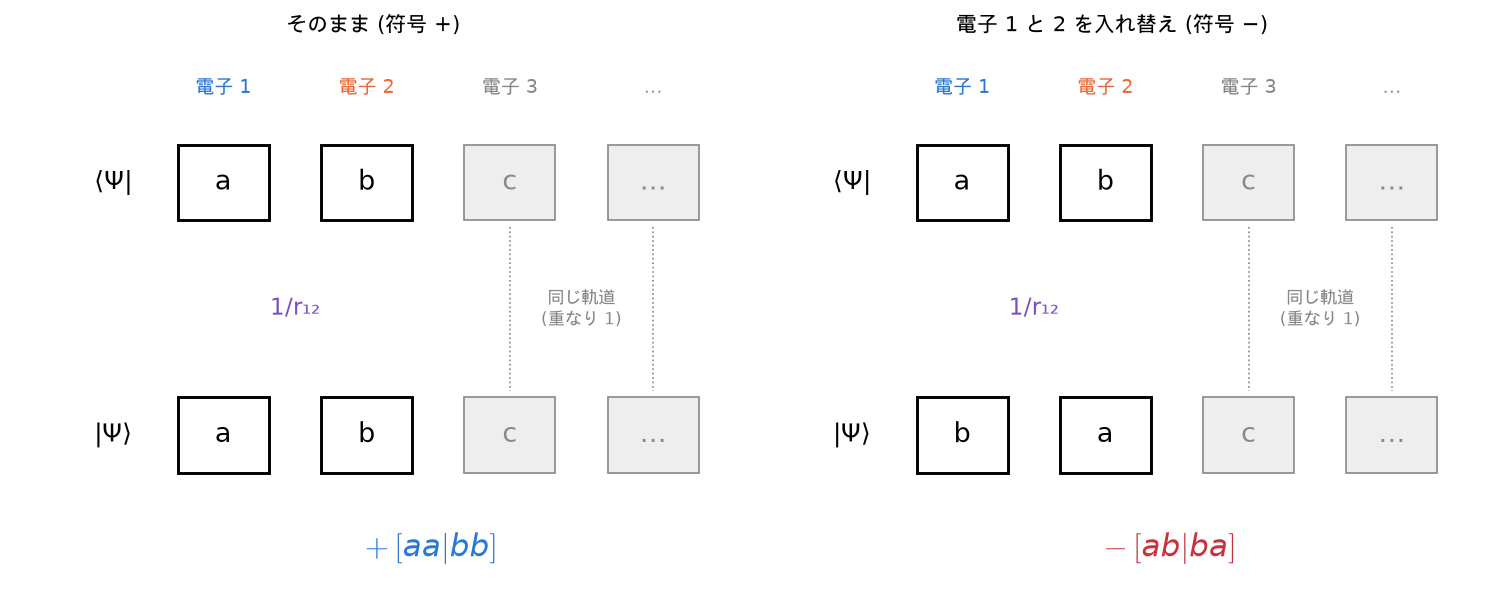 そのまま (符号 +)
電子 1 電子 2 電子 3 ...
⟨Ψ| a b c ...
1/r₁₂
同じ軌道
(重なり 1)
|Ψ⟩ a b c ...
+ [aa|bb]
電子 1 と 2 を入れ替え (符号 −)
電子 1 電子 2 電子 3 ...
⟨Ψ| a b c ...
1/r₁₂
同じ軌道
(重なり 1)
|Ψ⟩ b a c ...
− [ab|ba]